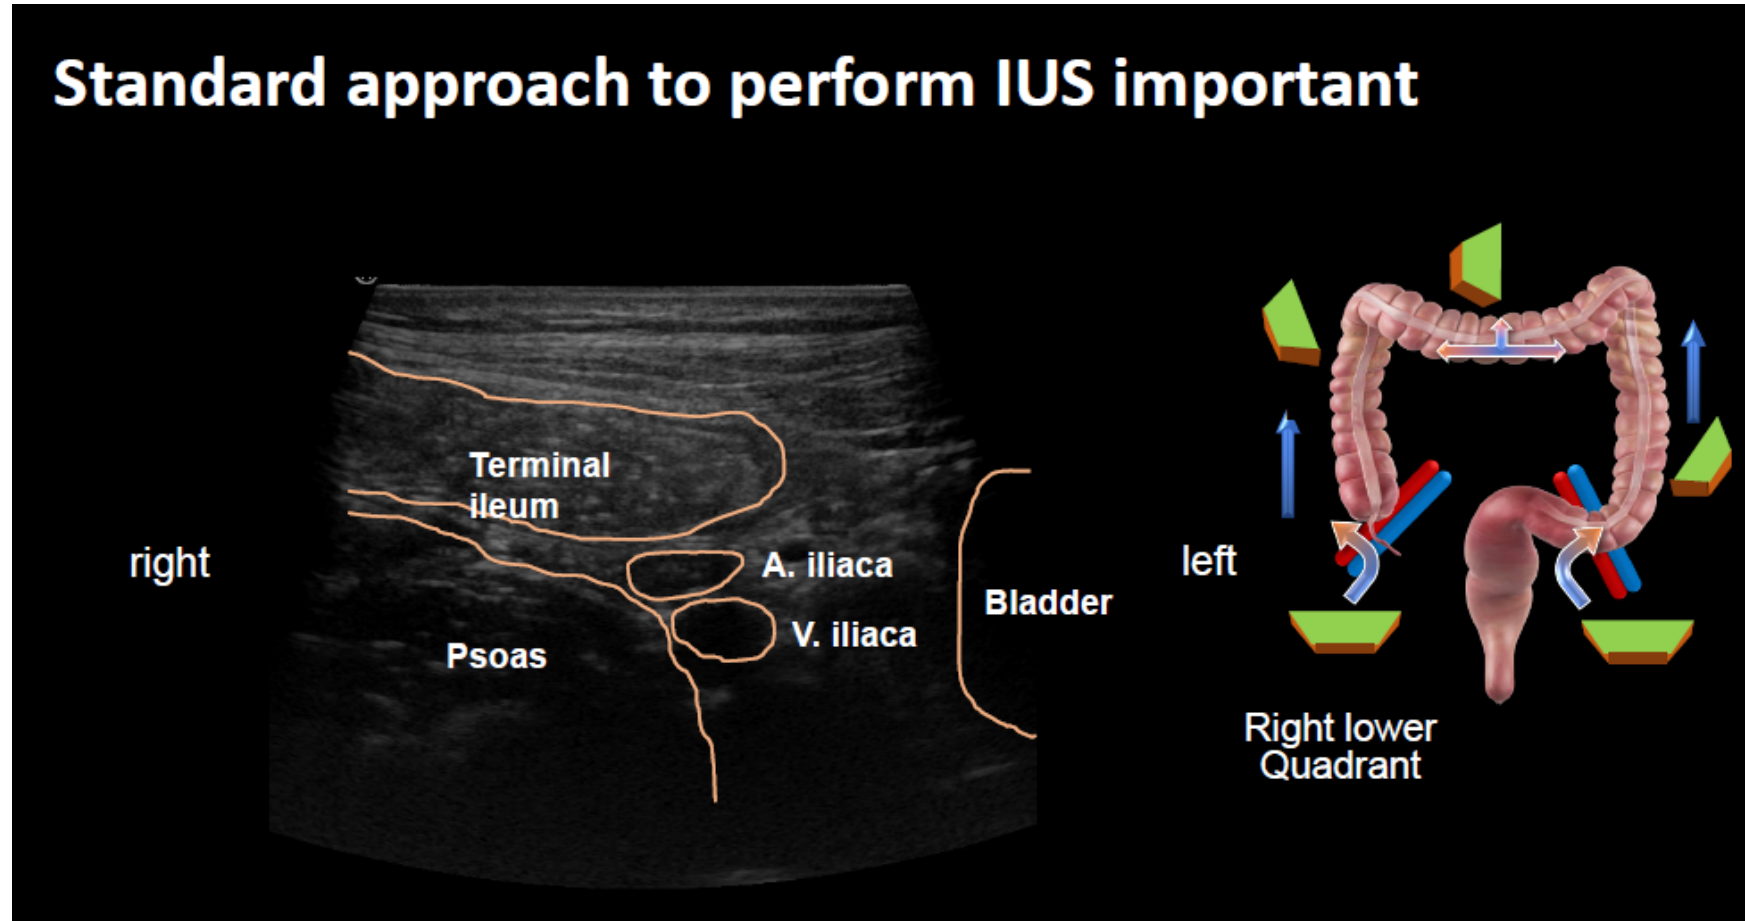 Standard approach to perform IUS important
Terminal
ileum
right
A. iliaca
left
Bladder
V. iliaca
Psoas
Right lower
Quadrant